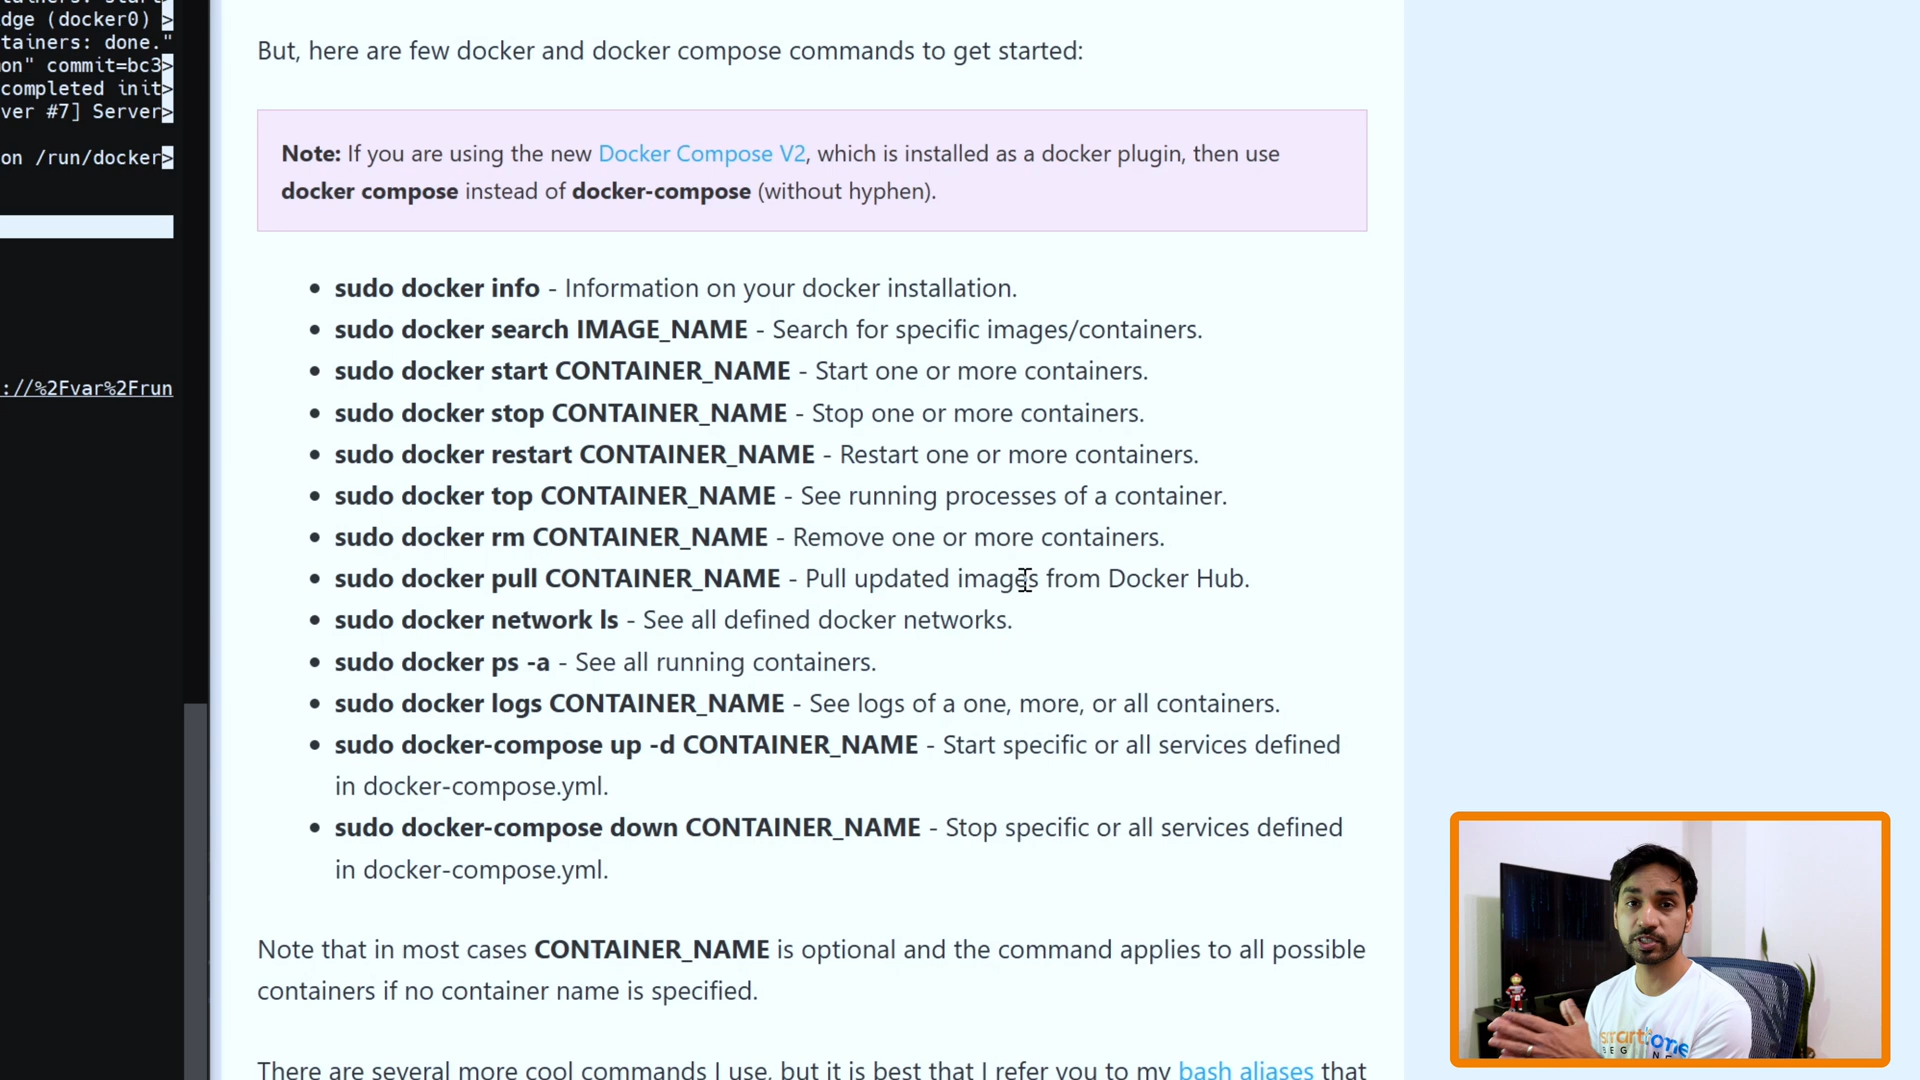 tainers: start
dge (docker0) >
tainers: done."
on" commit=bc3>
completed init>
ver #7] Server>
on /run/docker>
://%2Fvar%2Frun
But, here are few docker and docker compose commands to get started:
Note: If you are using the new Docker Compose V2, which is installed as a docker plugin, then use
docker compose instead of docker-compose (without hyphen).
• sudo docker info - Information on your docker installation.
• sudo docker search IMAGE_NAME - Search for specific images/containers.
• sudo docker start CONTAINER_NAME - Start one or more containers.
• sudo docker stop CONTAINER_NAME - Stop one or more containers.
• sudo docker restart CONTAINER_NAME - Restart one or more containers.
• sudo docker top CONTAINER_NAME - See running processes of a container.
• sudo docker rm CONTAINER_NAME - Remove one or more containers.
• sudo docker pull CONTAINER_NAME - Pull updated images from Docker Hub.
• sudo docker network ls - See all defined docker networks.
• sudo docker ps -a - See all running containers.
• sudo docker logs CONTAINER_NAME - See logs of a one, more, or all containers.
• sudo docker-compose up -d CONTAINER_NAME - Start specific or all services defined
in docker-compose.yml.
• sudo docker-compose down CONTAINER_NAME - Stop specific or all services defined
in docker-compose.yml.
Note that in most cases CONTAINER_NAME is optional and the command applies to all possible
containers if no container name is specified.
There are several more cool commands I use, but it is best that I refer you to my bash aliases that